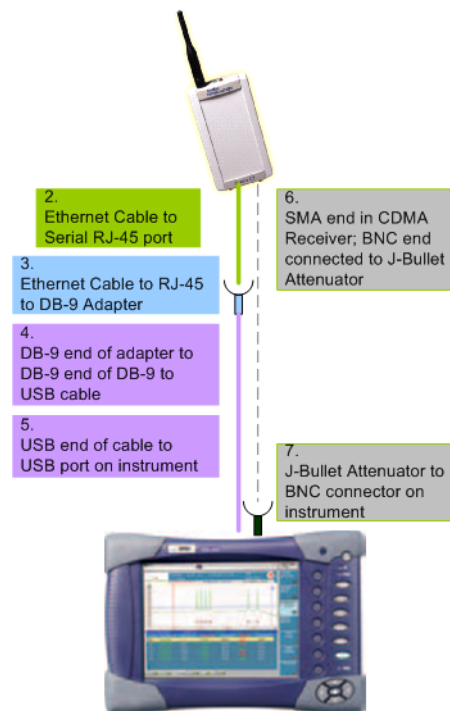 2.
Ethernet Cable to
Serial RJ-45 port
3.
Ethernet Cable to RJ-45
to DB-9 Adapter
4.
DB-9 end of adapter to
DB-9 end of DB-9 to
USB cable
5.
USB end of cable to
USB port on instrument
6.
SMA end in CDMA
Receiver; BNC end
connected to J-Bullet
Attenuator
7.
J-Bullet Attenuator to
BNC connector on
instrument